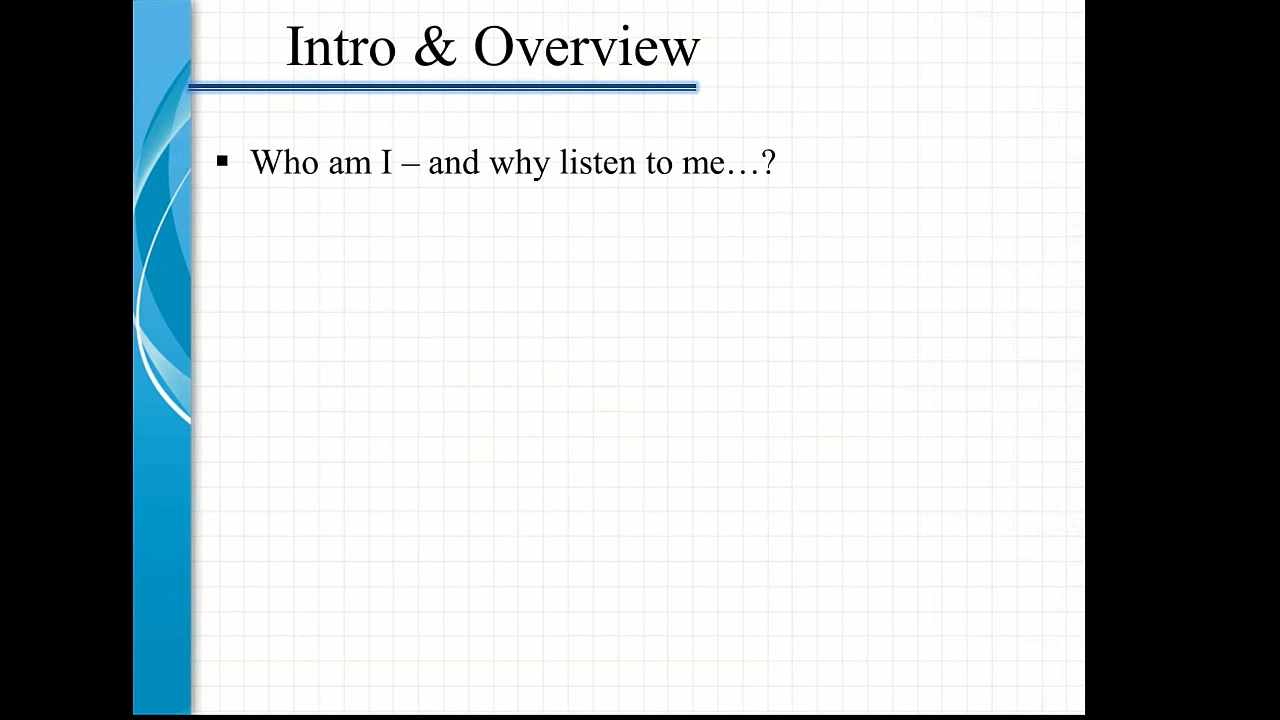 Intro & Overview
▪ Who am I – and why listen to me…?